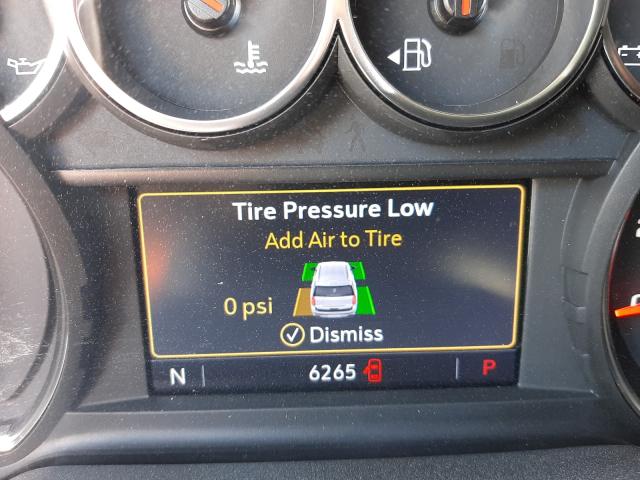 Tire Pressure Low
Add Air to Tire
0 psi
Dismiss
N 6265 P